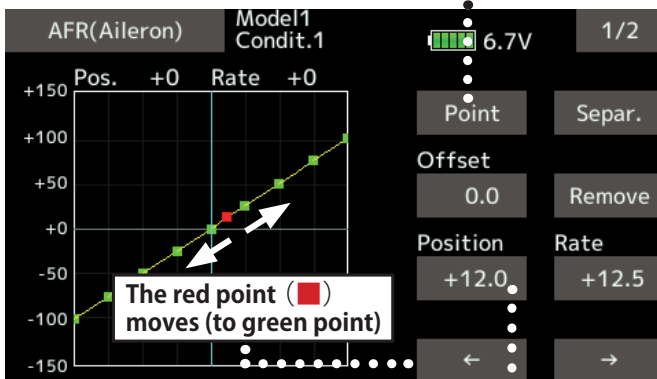 AFR(Aileron)
Model1
Condit.1
6.7V
1/2
Pos. +0 Rate +0
+150
+100
+50
+0
-50
-100
-150
The red point (■)
moves (to green point)
Point
Separ.
Offset
0.0
Remove
Position
Rate
+12.0
+12.5
←
→